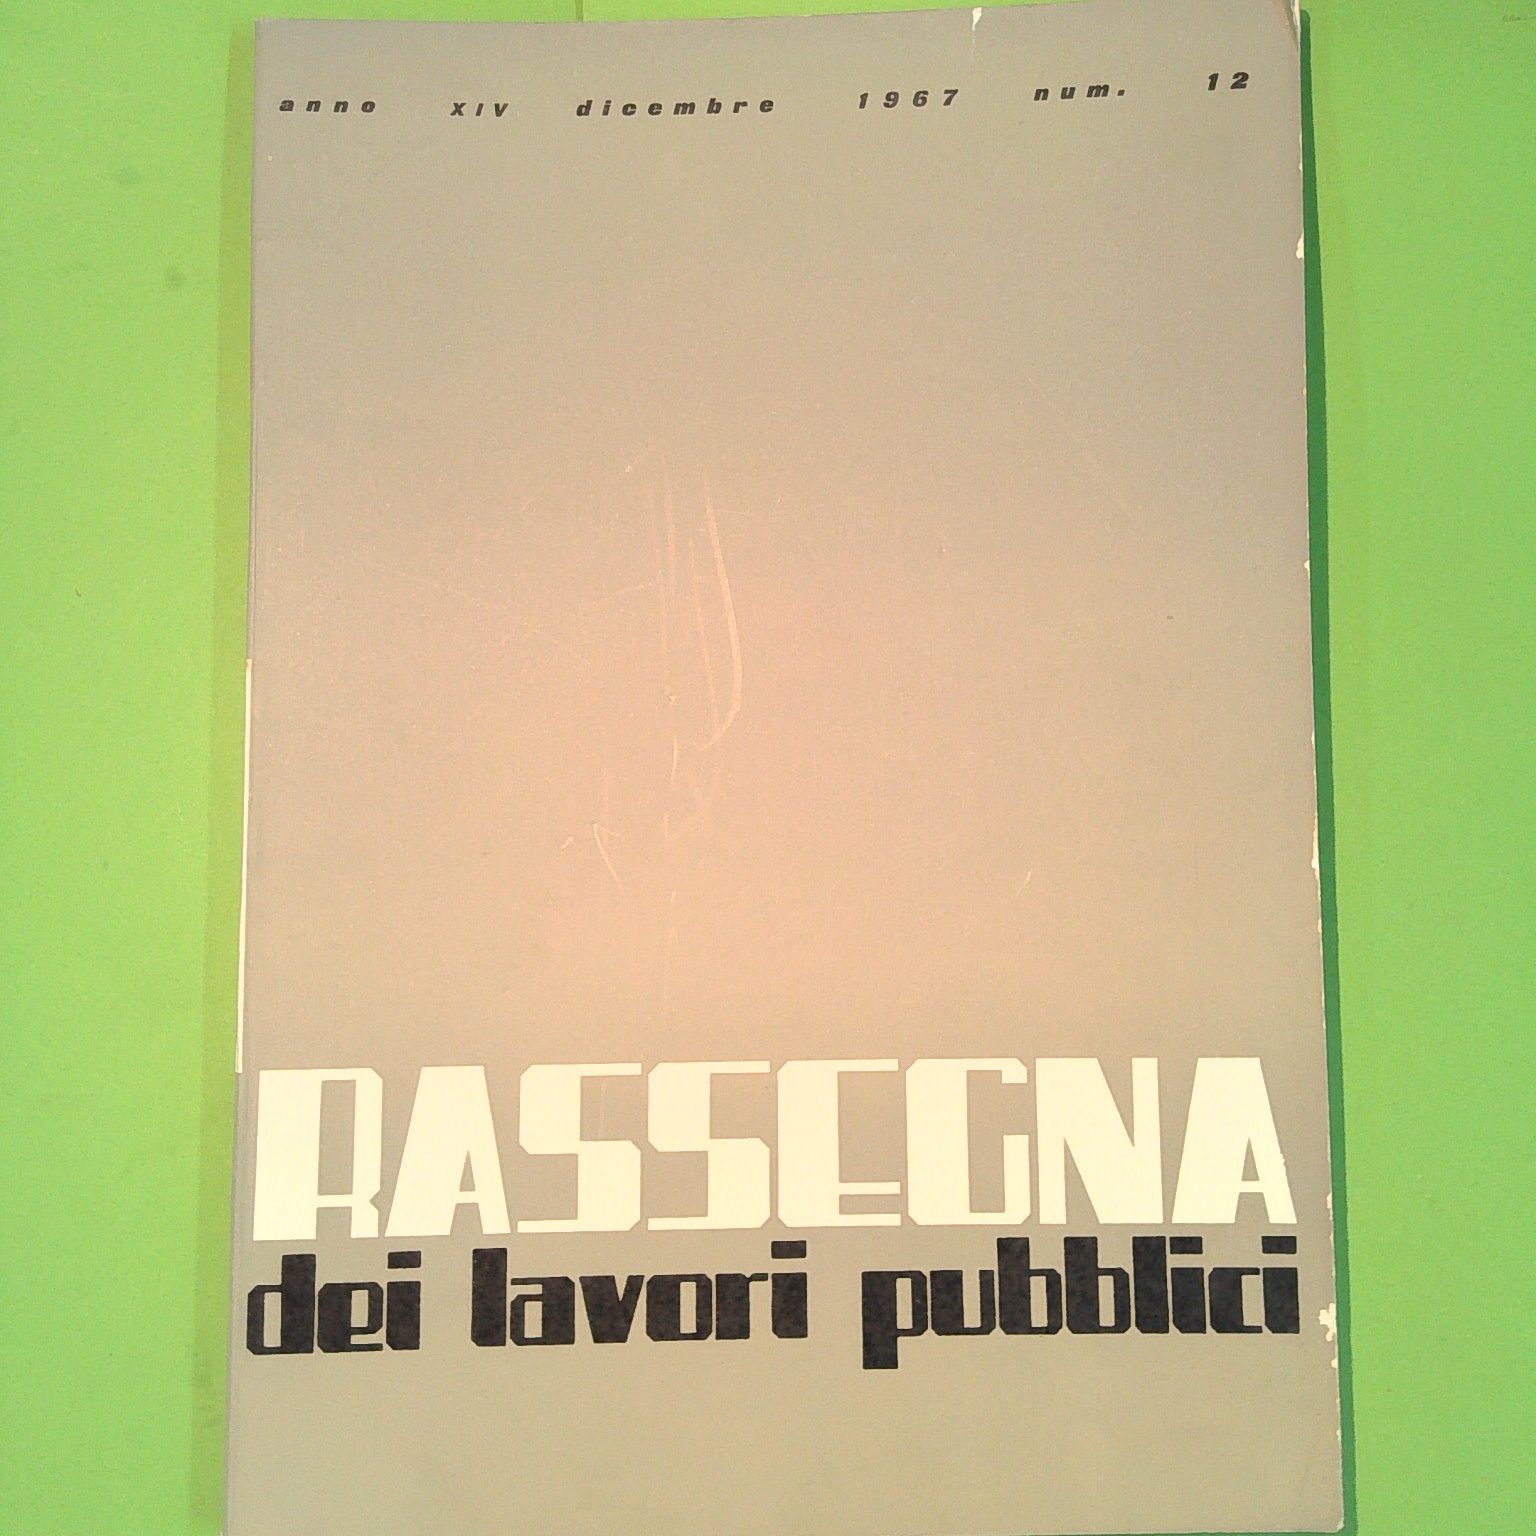 anno XIV dicembre 1967 num. 12
RASSEGNA
dei lavori pubblici